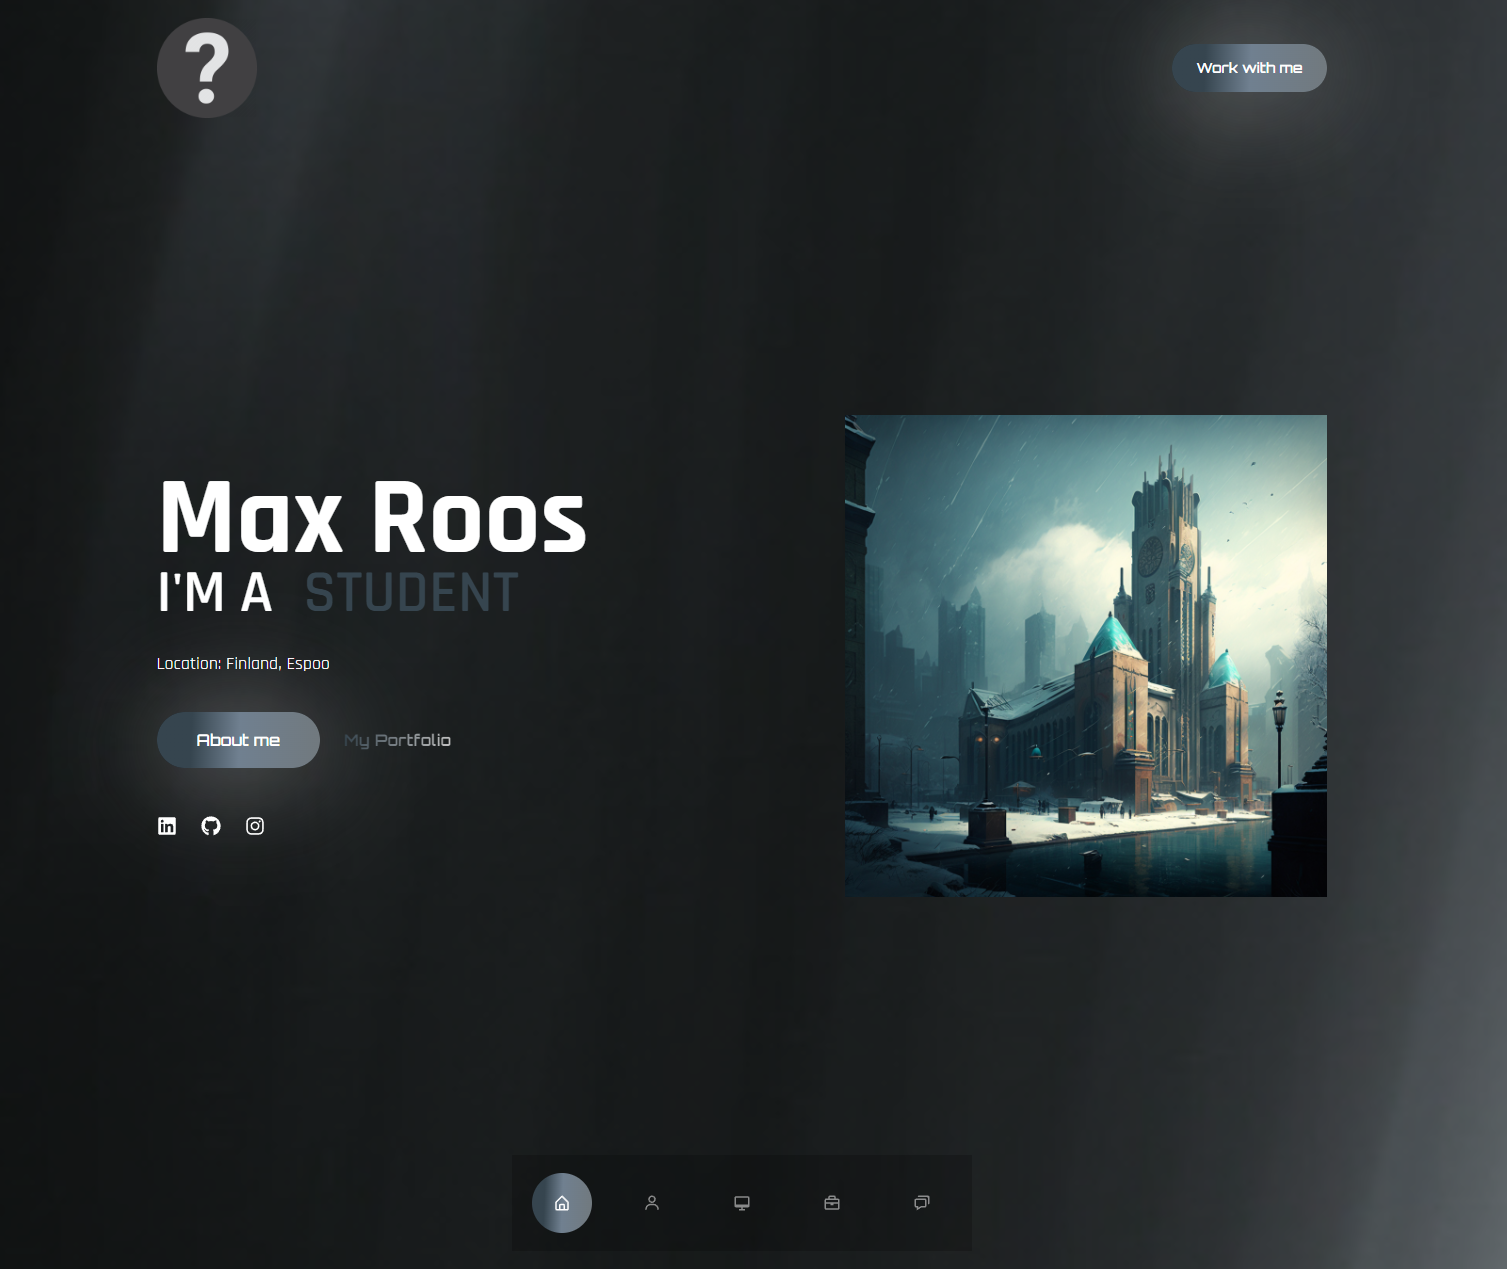 ?
Work with me
Max Roos
I'M A STUDENT
Location: Finland, Espoo
About me
My Portfolio